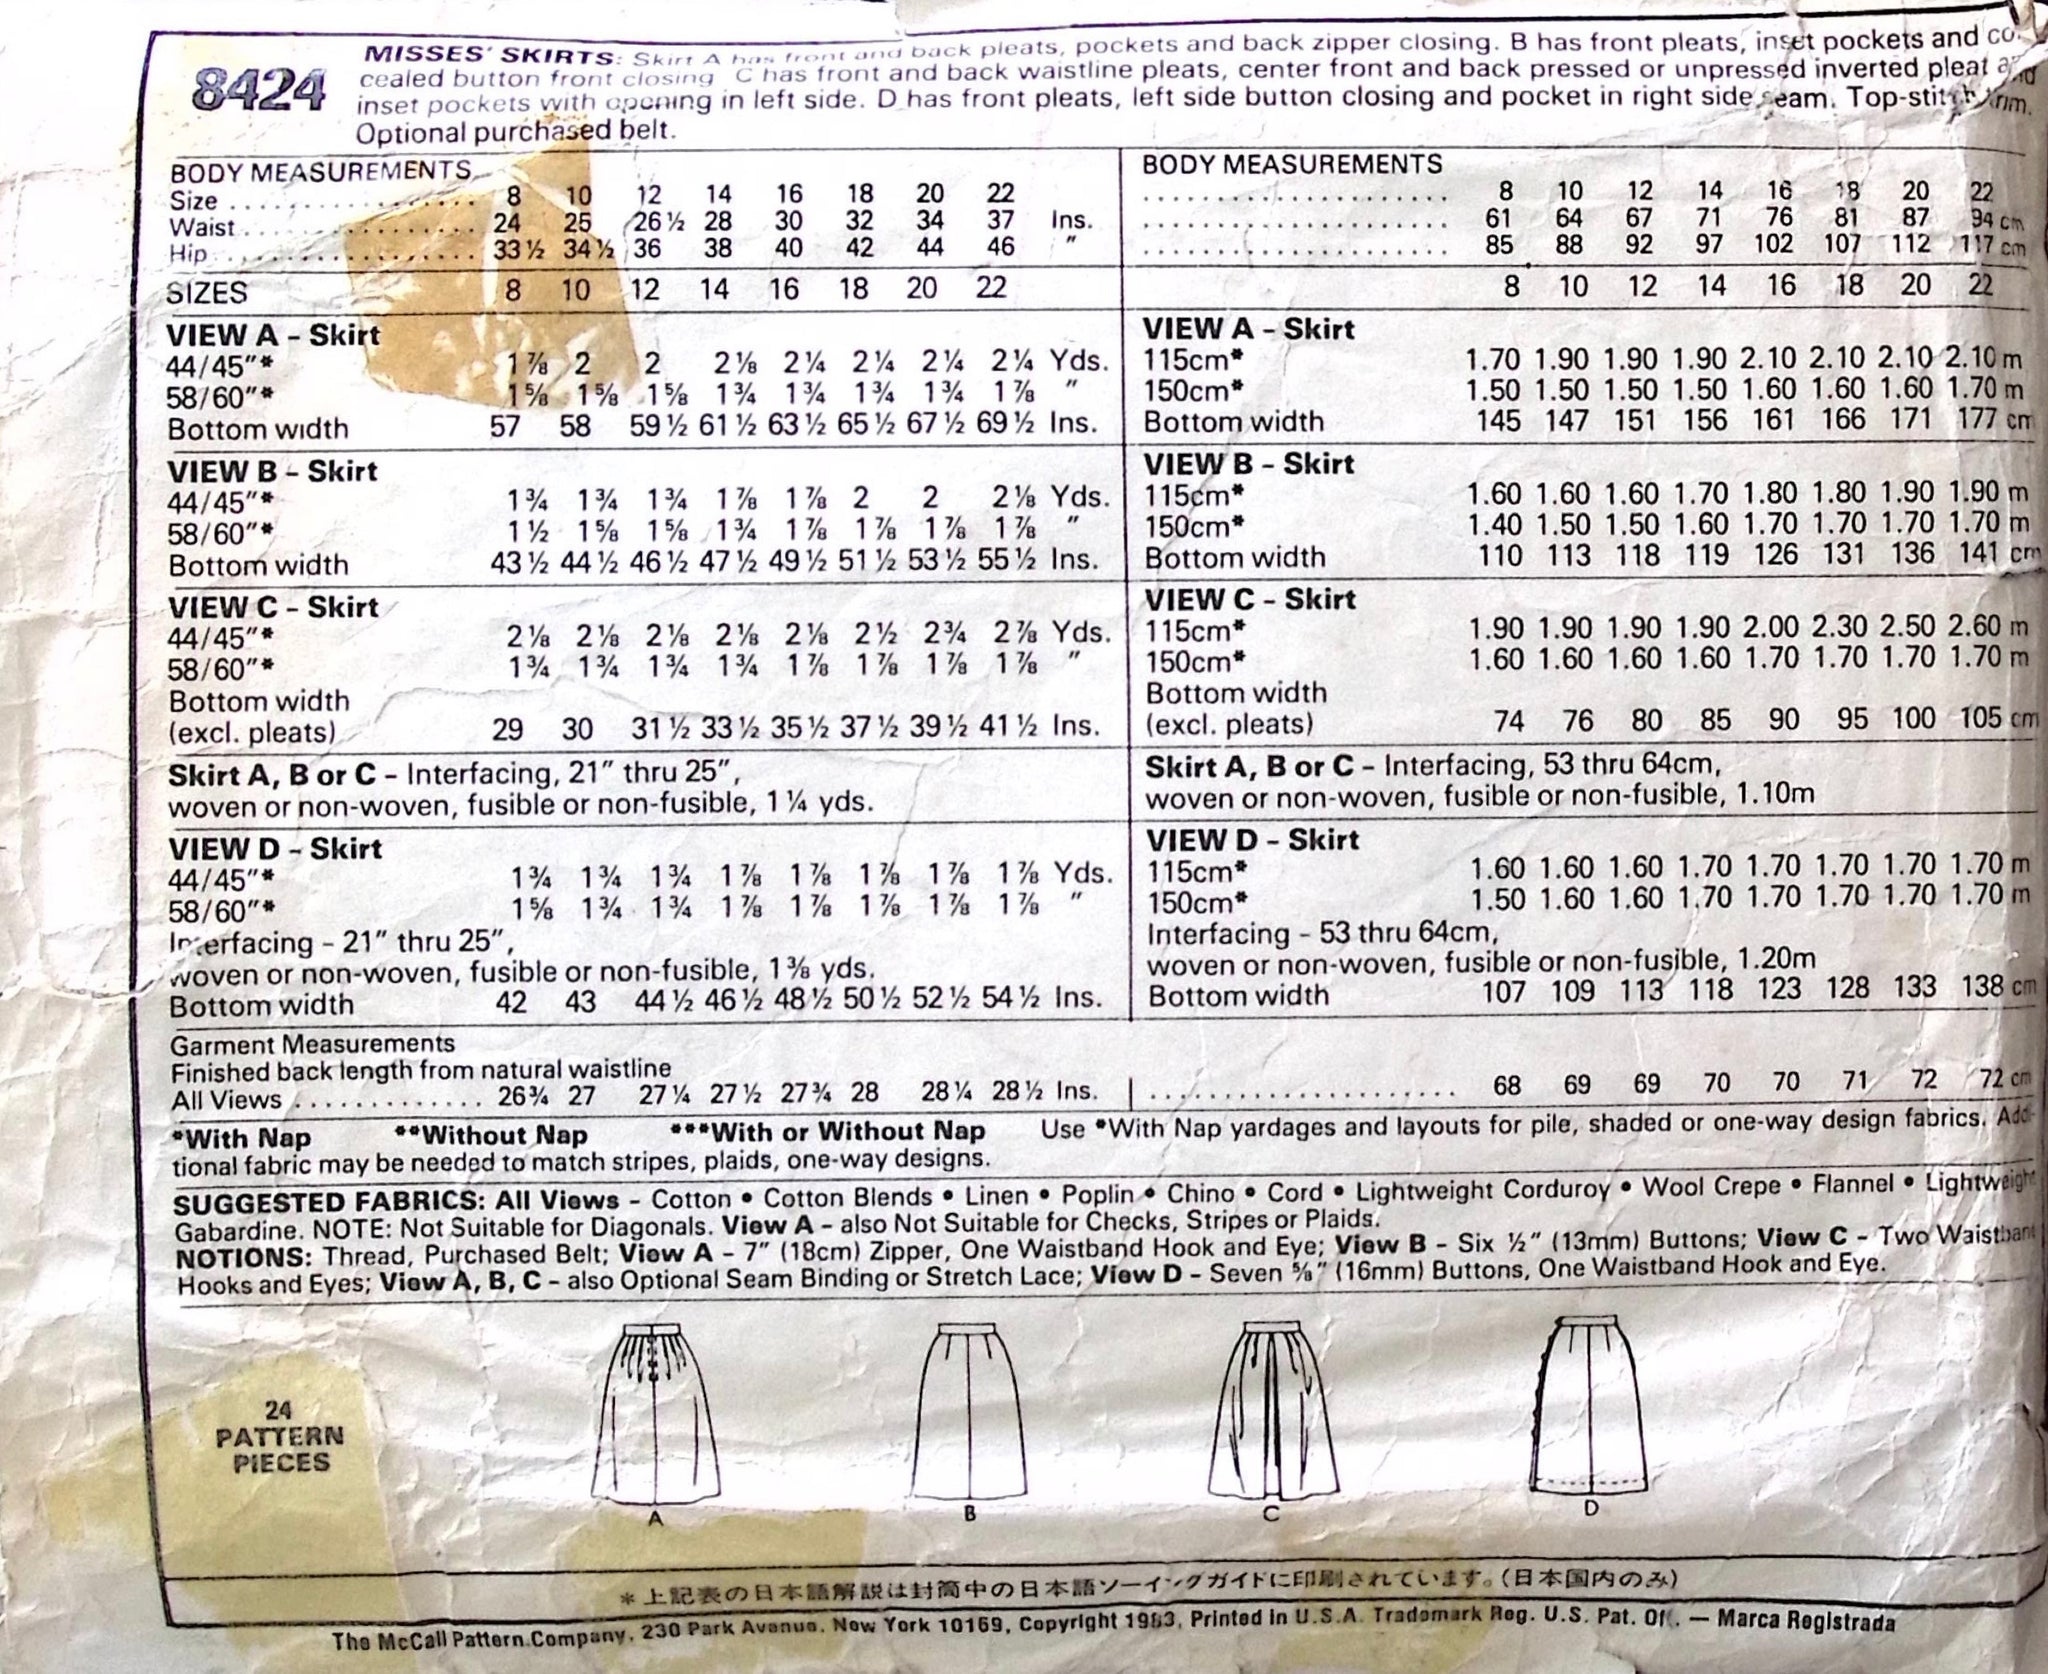 8424
MISSES' SKIRTS: Skirt A has front and back pleats, pockets and back zipper closing. B has front pleats, inset pockets and co
cealed button front closing C has front and back waistline pleats, center front and back pressed or unpressed inverted pleat and
inset pockets with opening in left side. D has front pleats, left side button closing and pocket in right side seam. Top-stitch trim.
Optional purchased belt.
BODY MEASUREMENTS
Size 8 10 12 14 16 18 20 22
Waist 24 25 26½ 28 30 32 34 37 Ins.
Hip 33½ 34½ 36 38 40 42 44 46 "
SIZES 8 10 12 14 16 18 20 22
VIEW A - Skirt
44/45"* 1⅞ 2 2 2⅛ 2¼ 2¼ 2¼ 2¼ Yds.
58/60"* 1⅝ 1⅝ 1⅝ 1¾ 1¾ 1¾ 1¾ 1⅞ "
Bottom width 57 58 59½ 61½ 63½ 65½ 67½ 69½ Ins.
VIEW B - Skirt
44/45"* 1¾ 1¾ 1¾ 1⅞ 1⅞ 2 2 2⅛ Yds.
58/60"* 1½ 1⅝ 1⅝ 1¾ 1⅞ 1⅞ 1⅞ 1⅞ "
Bottom width 43½ 44½ 46½ 47½ 49½ 51½ 53½ 55½ Ins.
VIEW C - Skirt
44/45"* 2⅛ 2⅛ 2⅛ 2⅛ 2⅛ 2½ 2¾ 2⅞ Yds.
58/60"* 1¾ 1¾ 1¾ 1¾ 1⅞ 1⅞ 1⅞ 1⅞ "
Bottom width
(excl. pleats) 29 30 31½ 33½ 35½ 37½ 39½ 41½ Ins.
Skirt A, B or C - Interfacing, 21" thru 25",
woven or non-woven, fusible or non-fusible, 1¼ yds.
VIEW D - Skirt
44/45"* 1¾ 1¾ 1¾ 1⅞ 1⅞ 1⅞ 1⅞ 1⅞ Yds.
58/60"* 1⅝ 1¾ 1¾ 1⅞ 1⅞ 1⅞ 1⅞ 1⅞ "
Interfacing - 21" thru 25",
woven or non-woven, fusible or non-fusible, 1⅜ yds.
Bottom width 42 43 44½ 46½ 48½ 50½ 52½ 54½ Ins.
BODY MEASUREMENTS
8 10 12 14 16 18 20 22
61 64 67 71 76 81 87 94 cm
85 88 92 97 102 107 112 117 cm
8 10 12 14 16 18 20 22
VIEW A - Skirt
115cm* 1.70 1.90 1.90 1.90 2.10 2.10 2.10 2.10 m
150cm* 1.50 1.50 1.50 1.50 1.60 1.60 1.60 1.70 m
Bottom width 145 147 151 156 161 166 171 177 cm
VIEW B - Skirt
115cm* 1.60 1.60 1.60 1.70 1.80 1.80 1.90 1.90 m
150cm* 1.40 1.50 1.50 1.60 1.70 1.70 1.70 1.70 m
Bottom width 110 113 118 119 126 131 136 141 cm
VIEW C - Skirt
115cm* 1.90 1.90 1.90 1.90 2.00 2.30 2.50 2.60 m
150cm* 1.60 1.60 1.60 1.60 1.70 1.70 1.70 1.70 m
Bottom width
(excl. pleats) 74 76 80 85 90 95 100 105 cm
Skirt A, B or C - Interfacing, 53 thru 64cm,
woven or non-woven, fusible or non-fusible, 1.10m
VIEW D - Skirt
115cm* 1.60 1.60 1.60 1.70 1.70 1.70 1.70 1.70 m
150cm* 1.50 1.60 1.60 1.70 1.70 1.70 1.70 1.70 m
Interfacing - 53 thru 64cm,
woven or non-woven, fusible or non-fusible, 1.20m
Bottom width 107 109 113 118 123 128 133 138 cm
Garment Measurements
Finished back length from natural waistline
All Views 26¾ 27 27¼ 27½ 27¾ 28 28¼ 28½ Ins. 68 69 69 70 70 71 72 72 cm
*With Nap **Without Nap ***With or Without Nap Use *With Nap yardages and layouts for pile, shaded or one-way design fabrics. Addi-
tional fabric may be needed to match stripes, plaids, one-way designs.
SUGGESTED FABRICS: All Views - Cotton • Cotton Blends • Linen • Poplin • Chino • Cord • Lightweight Corduroy • Wool Crepe • Flannel • Lightweight
Gabardine. NOTE: Not Suitable for Diagonals. View A - also Not Suitable for Checks, Stripes or Plaids.
NOTIONS: Thread, Purchased Belt; View A - 7" (18cm) Zipper, One Waistband Hook and Eye; View B - Six ½" (13mm) Buttons; View C - Two Waistband
Hooks and Eyes; View A, B, C - also Optional Seam Binding or Stretch Lace; View D - Seven ⅝" (16mm) Buttons, One Waistband Hook and Eye.
24
PATTERN
PIECES
A B C D
*上記表の日本語解説は封筒中の日本語ソーイングガイドに印刷されています。(日本国内のみ)
The McCall Pattern Company, 230 Park Avenue, New York 10169, Copyright 1983, Printed in U.S.A. Trademark Reg. U.S. Pat. Of. — Marca Registrada